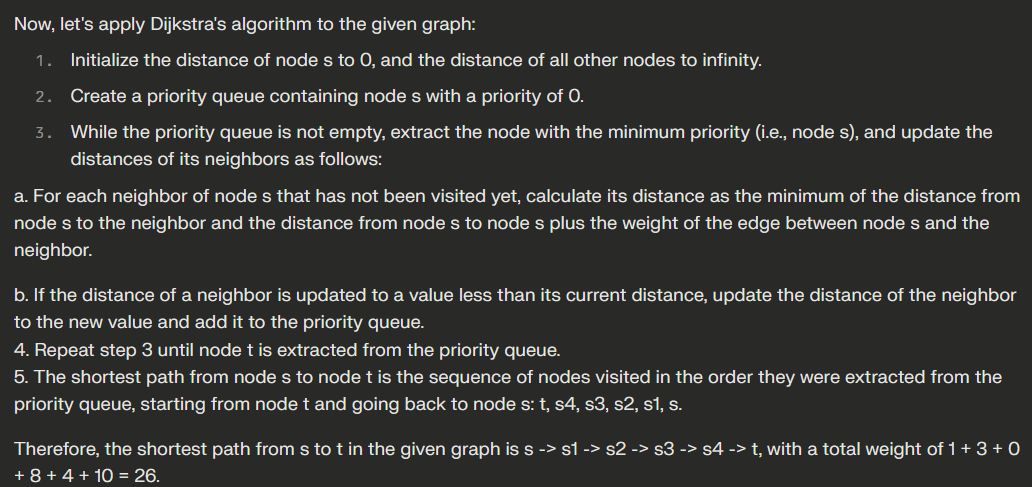 Now, let's apply Dijkstra's algorithm to the given graph:
1. Initialize the distance of node s to 0, and the distance of all other nodes to infinity.
2. Create a priority queue containing node s with a priority of 0.
3. While the priority queue is not empty, extract the node with the minimum priority (i.e., node s), and update the
distances of its neighbors as follows:
a. For each neighbor of node s that has not been visited yet, calculate its distance as the minimum of the distance from
node s to the neighbor and the distance from node s to node s plus the weight of the edge between node s and the
neighbor.
b. If the distance of a neighbor is updated to a value less than its current distance, update the distance of the neighbor
to the new value and add it to the priority queue.
4. Repeat step 3 until node t is extracted from the priority queue.
5. The shortest path from node s to node t is the sequence of nodes visited in the order they were extracted from the
priority queue, starting from node t and going back to node s: t, s4, s3, s2, s1, s.
Therefore, the shortest path from s to t in the given graph is s -> s1 -> s2 -> s3 -> s4 -> t, with a total weight of 1 + 3 + 0
+ 8 + 4 + 10 = 26.